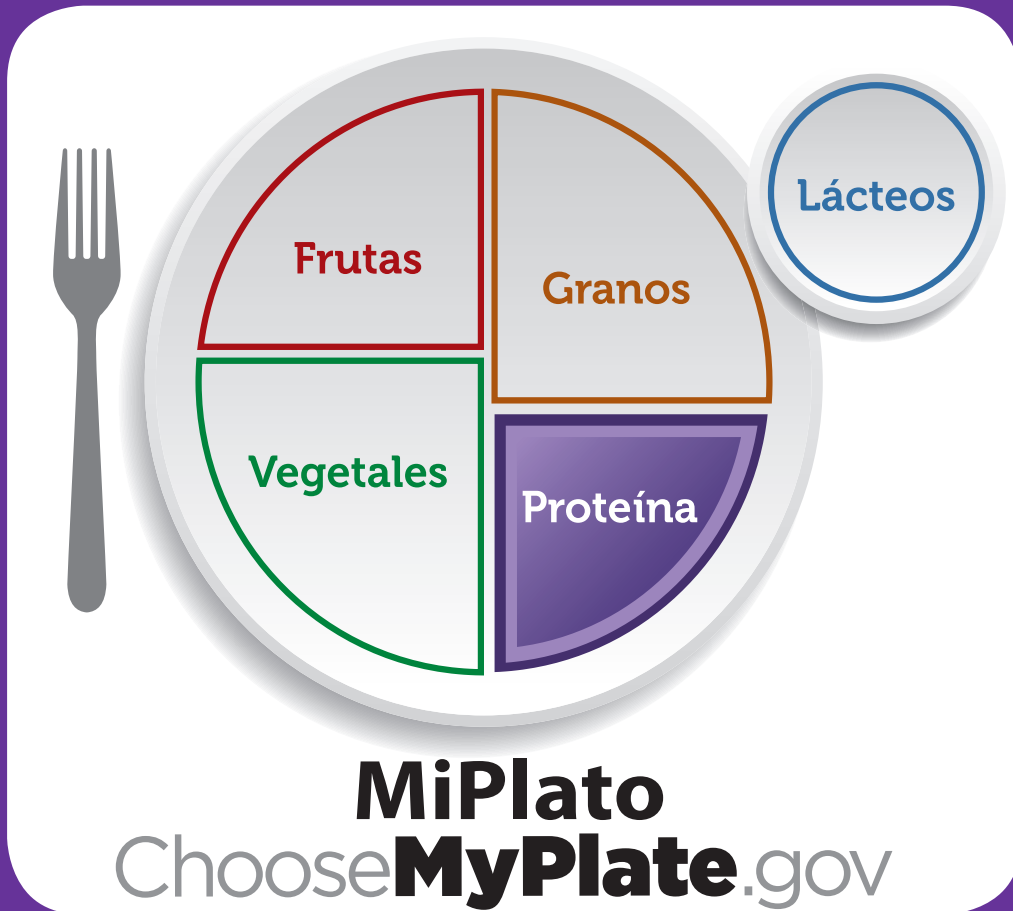 Lácteos
Frutas
Granos
Vegetales
Proteína
MiPlato
ChooseMyPlate.gov